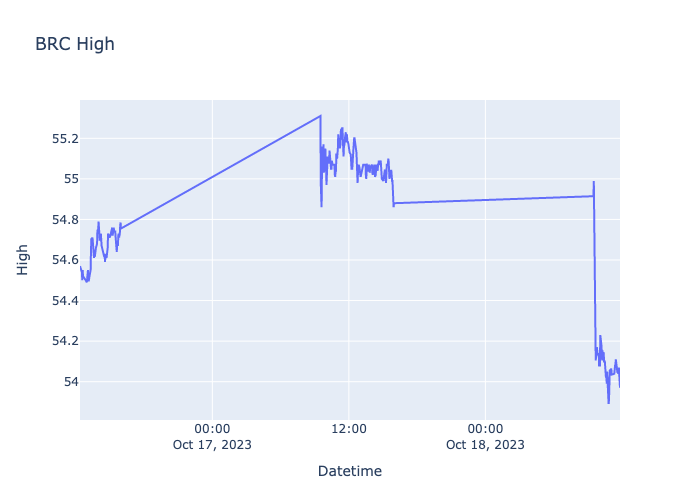 BRC High
55.2
55
54.8
54.6
54.4
54.2
54
High
00:00
Oct 17, 2023
12:00
00:00
Oct 18, 2023
Datetime